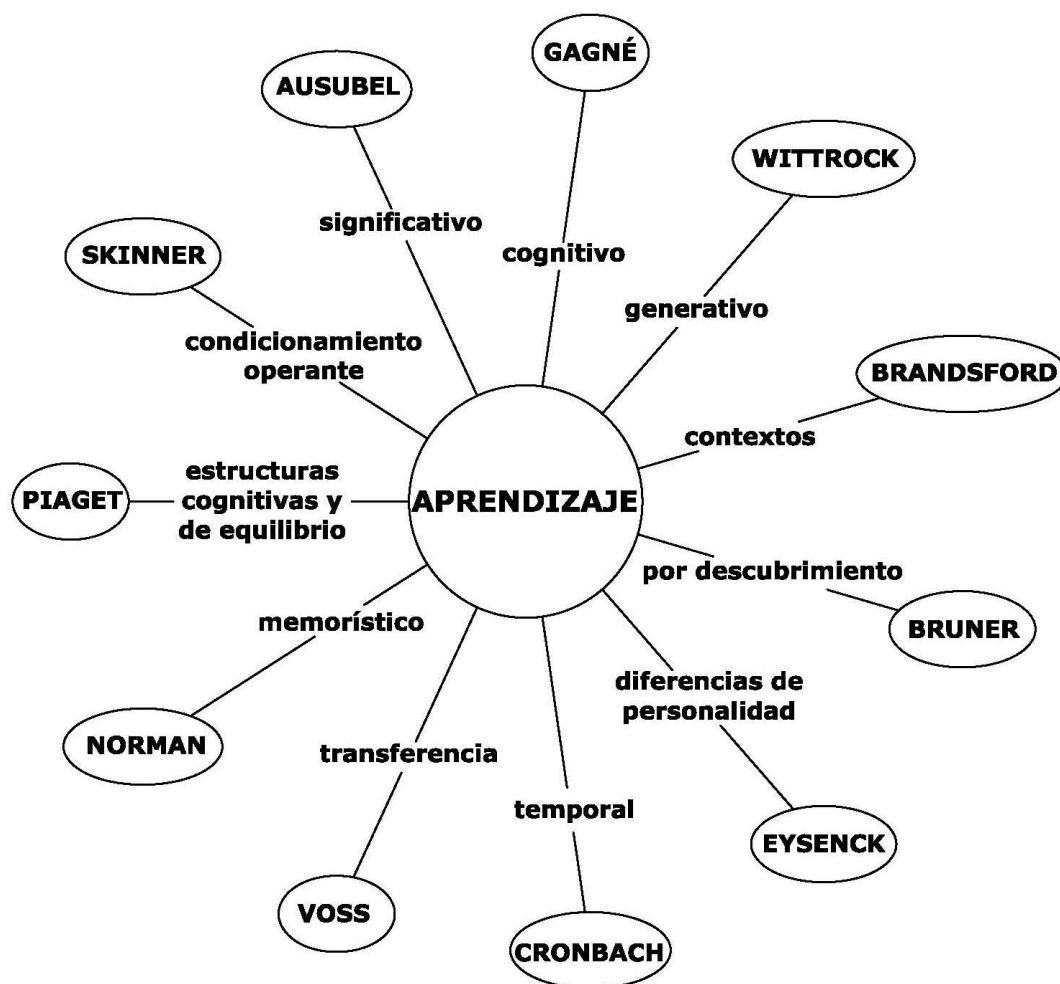 GAGNÉ
AUSUBEL
WITTROCK
significativo
SKINNER
cognitivo
generativo
condicionamiento
operante
BRANDSFORD
contextos
estructuras
cognitivas y
de equilibrio
PIAGET
APRENDIZAJE
por descubrimiento
memorístico
BRUNER
diferencias de
personalidad
NORMAN
transferencia
temporal
EYSENCK
VOSS
CRONBACH